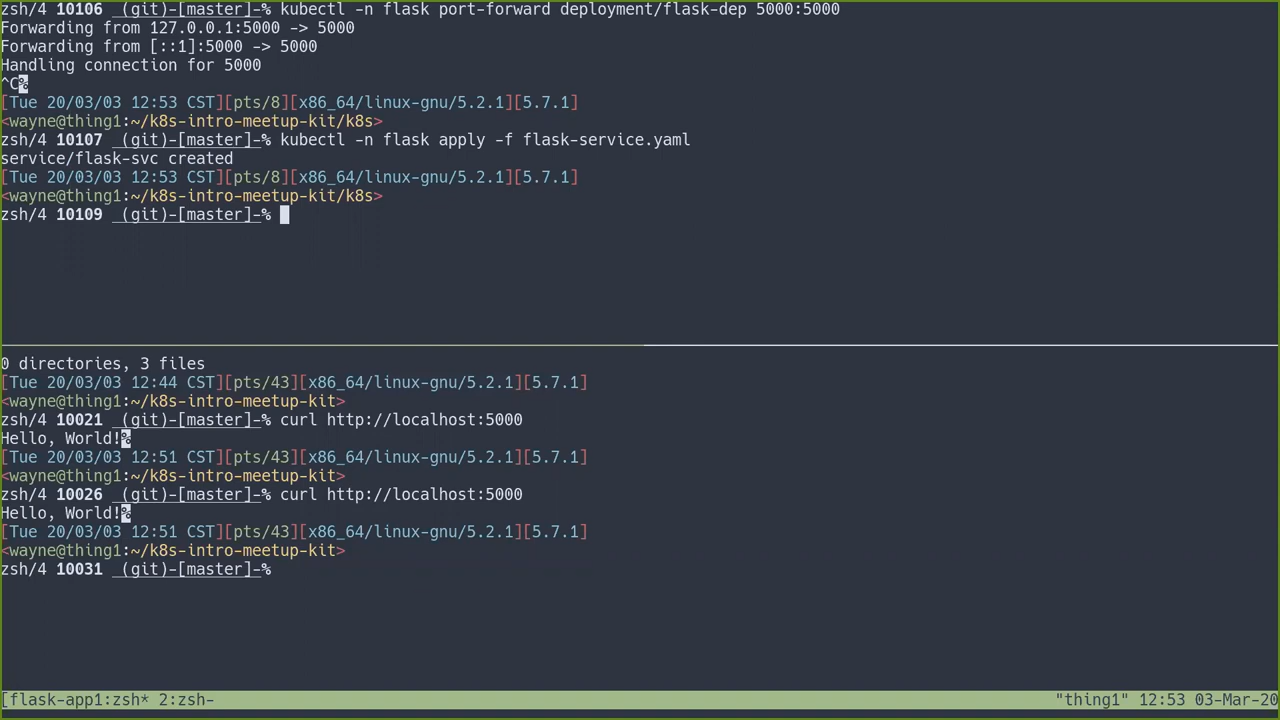 zsh/4 10106 _(git)-[master]-% kubectl -n flask port-forward deployment/flask-dep 5000:5000
Forwarding from 127.0.0.1:5000 -> 5000
Forwarding from [::1]:5000 -> 5000
Handling connection for 5000
^C%
[Tue 20/03/03 12:53 CST][pts/8][x86_64/linux-gnu/5.2.1][5.7.1]
<wayne@thing1:~/k8s-intro-meetup-kit/k8s>
zsh/4 10107 _(git)-[master]-% kubectl -n flask apply -f flask-service.yaml
service/flask-svc created
[Tue 20/03/03 12:53 CST][pts/8][x86_64/linux-gnu/5.2.1][5.7.1]
<wayne@thing1:~/k8s-intro-meetup-kit/k8s>
zsh/4 10109 _(git)-[master]-%
0 directories, 3 files
[Tue 20/03/03 12:44 CST][pts/43][x86_64/linux-gnu/5.2.1][5.7.1]
<wayne@thing1:~/k8s-intro-meetup-kit>
zsh/4 10021 _(git)-[master]-% curl http://localhost:5000
Hello, World!%
[Tue 20/03/03 12:51 CST][pts/43][x86_64/linux-gnu/5.2.1][5.7.1]
<wayne@thing1:~/k8s-intro-meetup-kit>
zsh/4 10026 _(git)-[master]-% curl http://localhost:5000
Hello, World!%
[Tue 20/03/03 12:51 CST][pts/43][x86_64/linux-gnu/5.2.1][5.7.1]
<wayne@thing1:~/k8s-intro-meetup-kit>
zsh/4 10031 _(git)-[master]-%
[flask-app1:zsh* 2:zsh- "thing1" 12:53 03-Mar-20